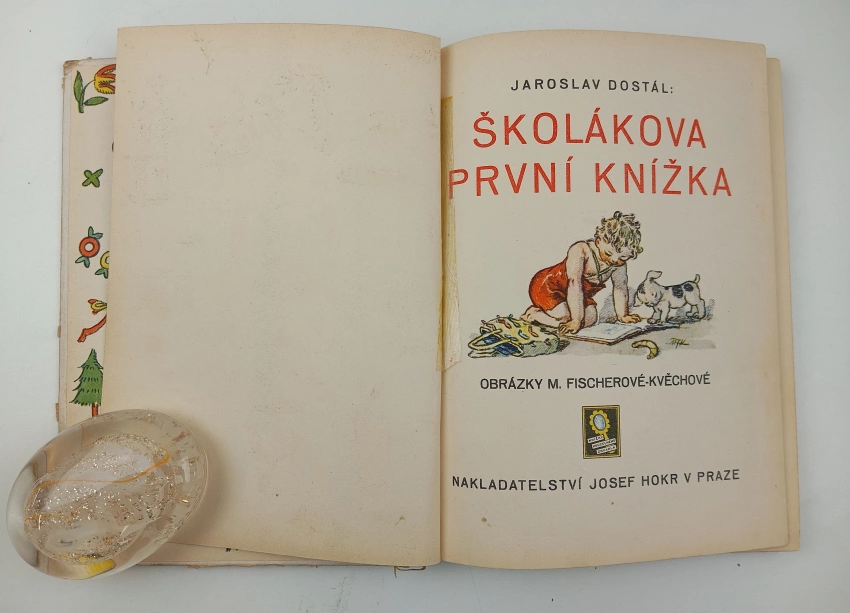 JAROSLAV DOSTÁL:
ŠKOLÁKOVA
PRVNÍ KNÍŽKA
OBRÁZKY M. FISCHEROVÉ-KVĚCHOVÉ
NAKLADATELSTVÍ JOSEF HOKR V PRAZE